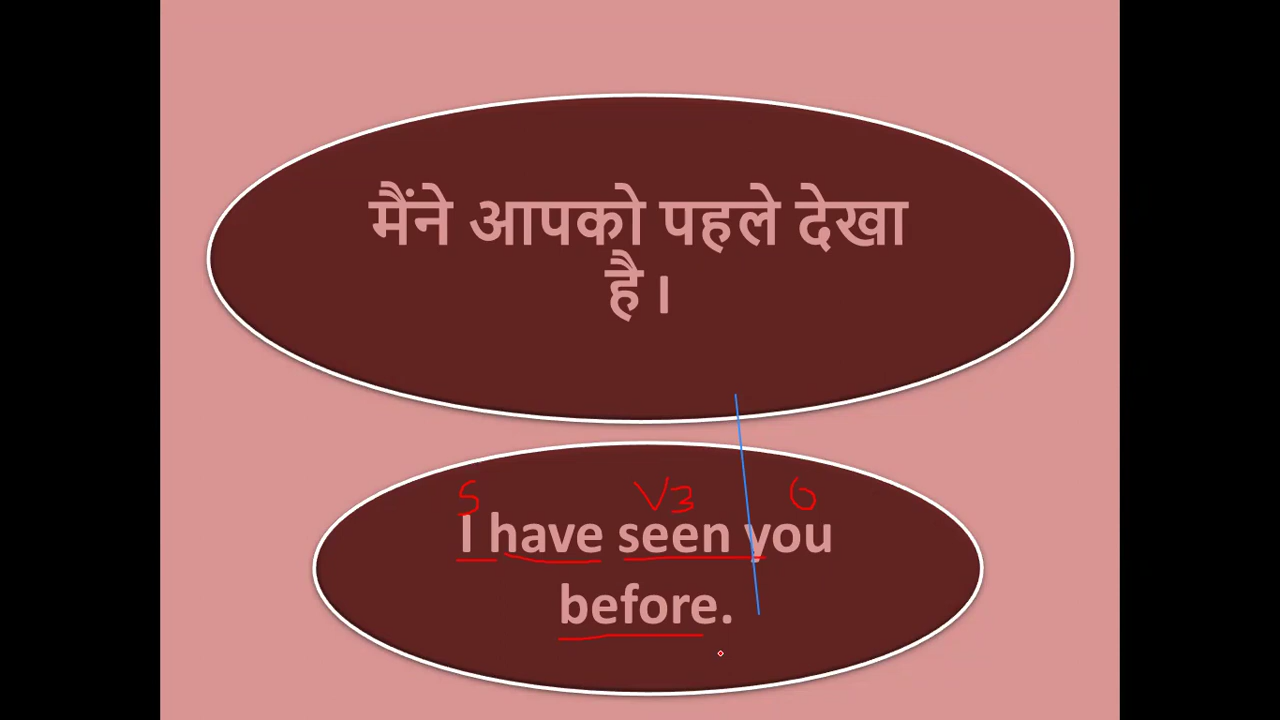 मैंने आपको पहले देखा
है ।
S V3 O
I have seen you
before.